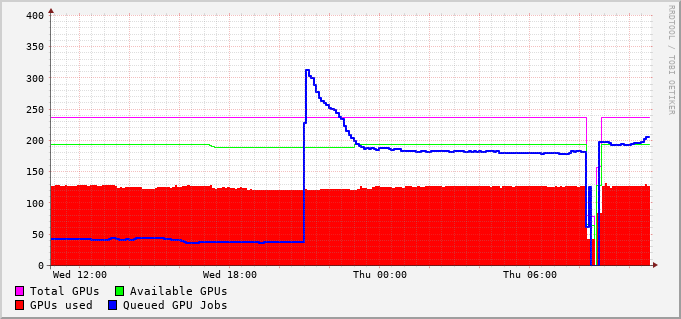 400
350
300
250
200
150
100
50
0
Wed 12:00 Wed 18:00 Thu 00:00 Thu 06:00
Total GPUs Available GPUs
GPUs used Queued GPU Jobs
RRDTOOL / TOBI OETIKER